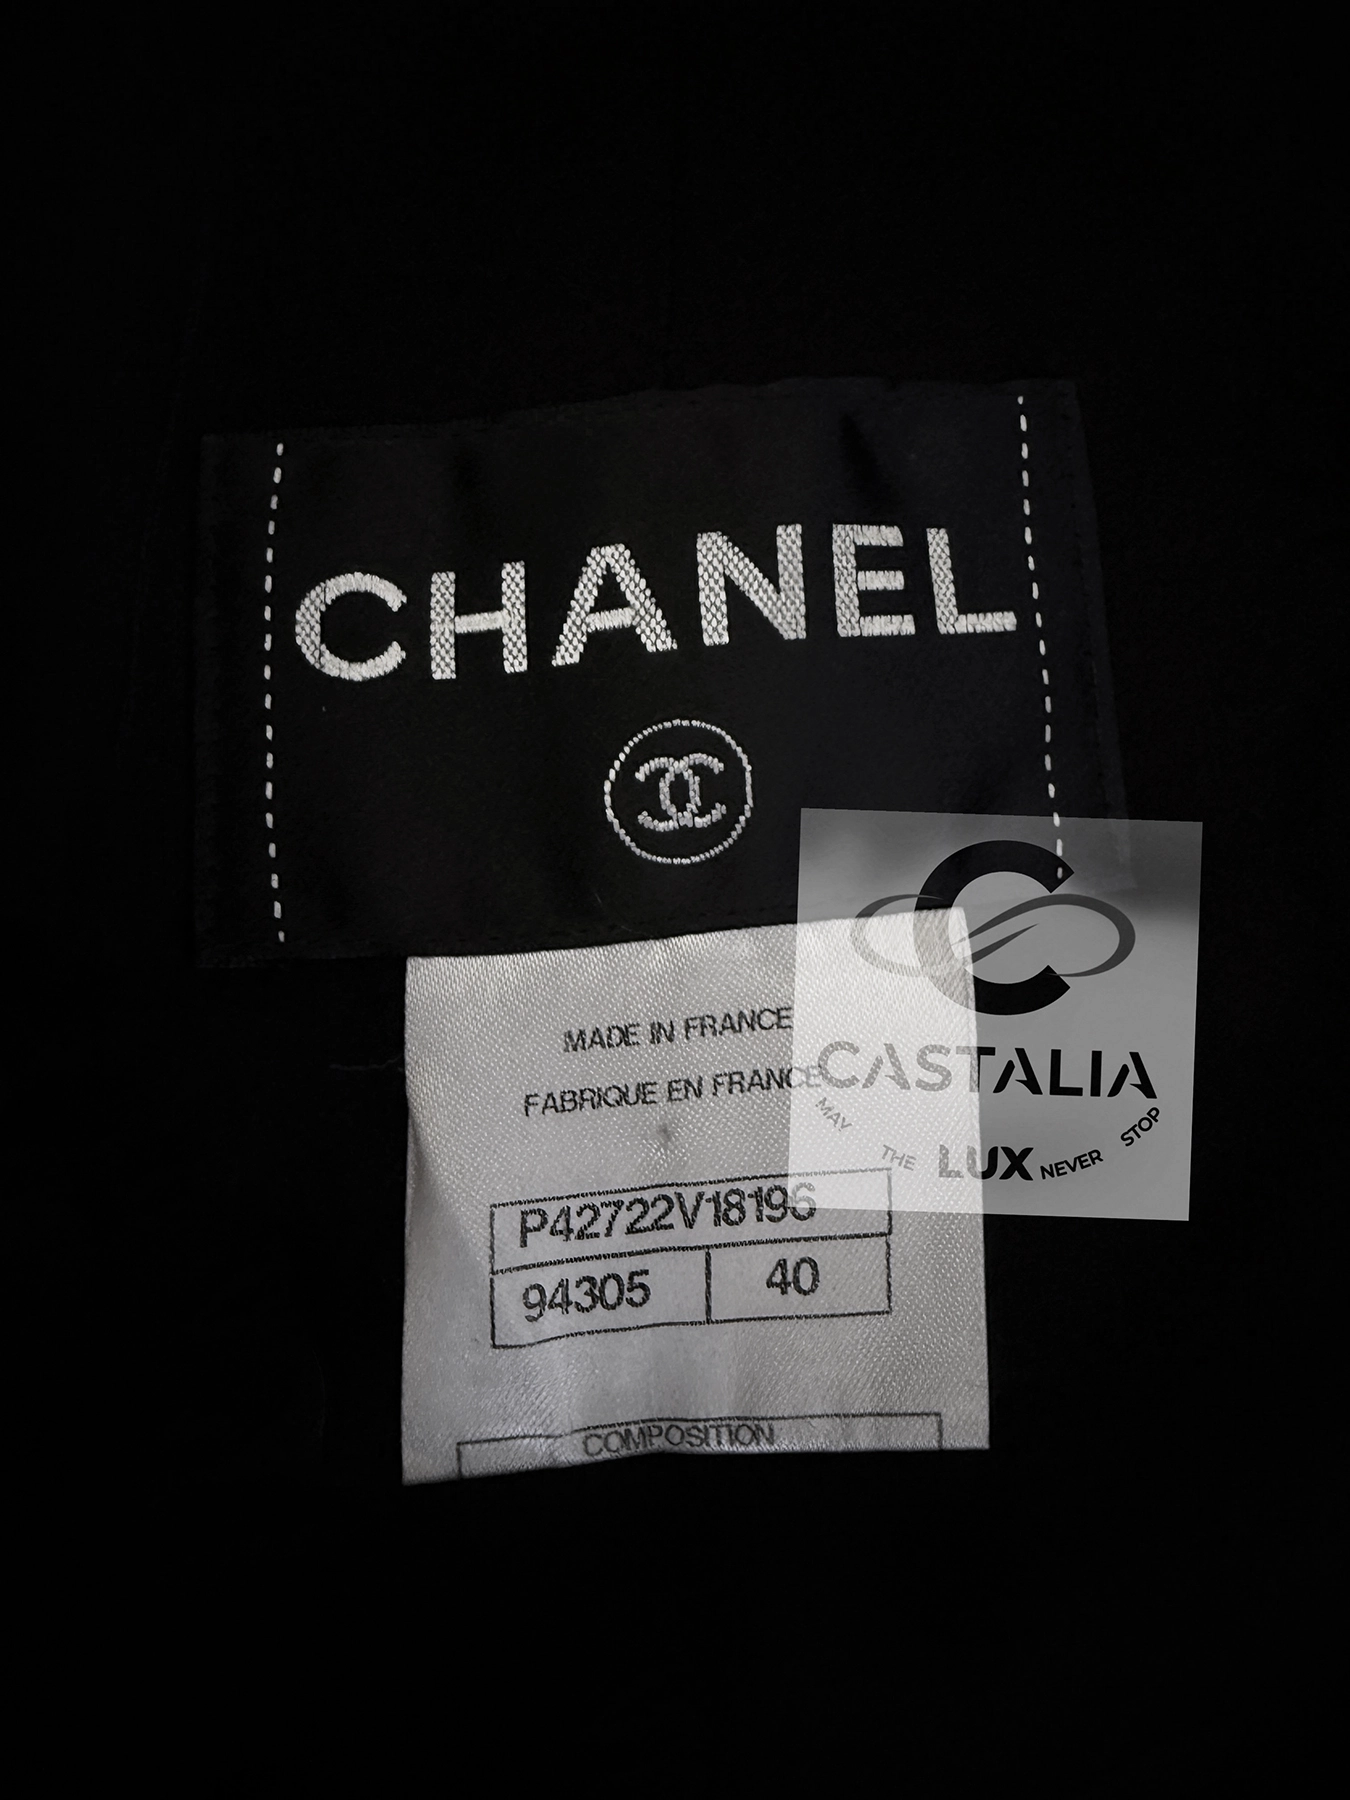 CHANEL
MADE IN FRANCE
FABRIQUE EN FRANCE
P42722V18196
94305 40
COMPOSITION
CASTALIA
MAY THE LUX NEVER STOP